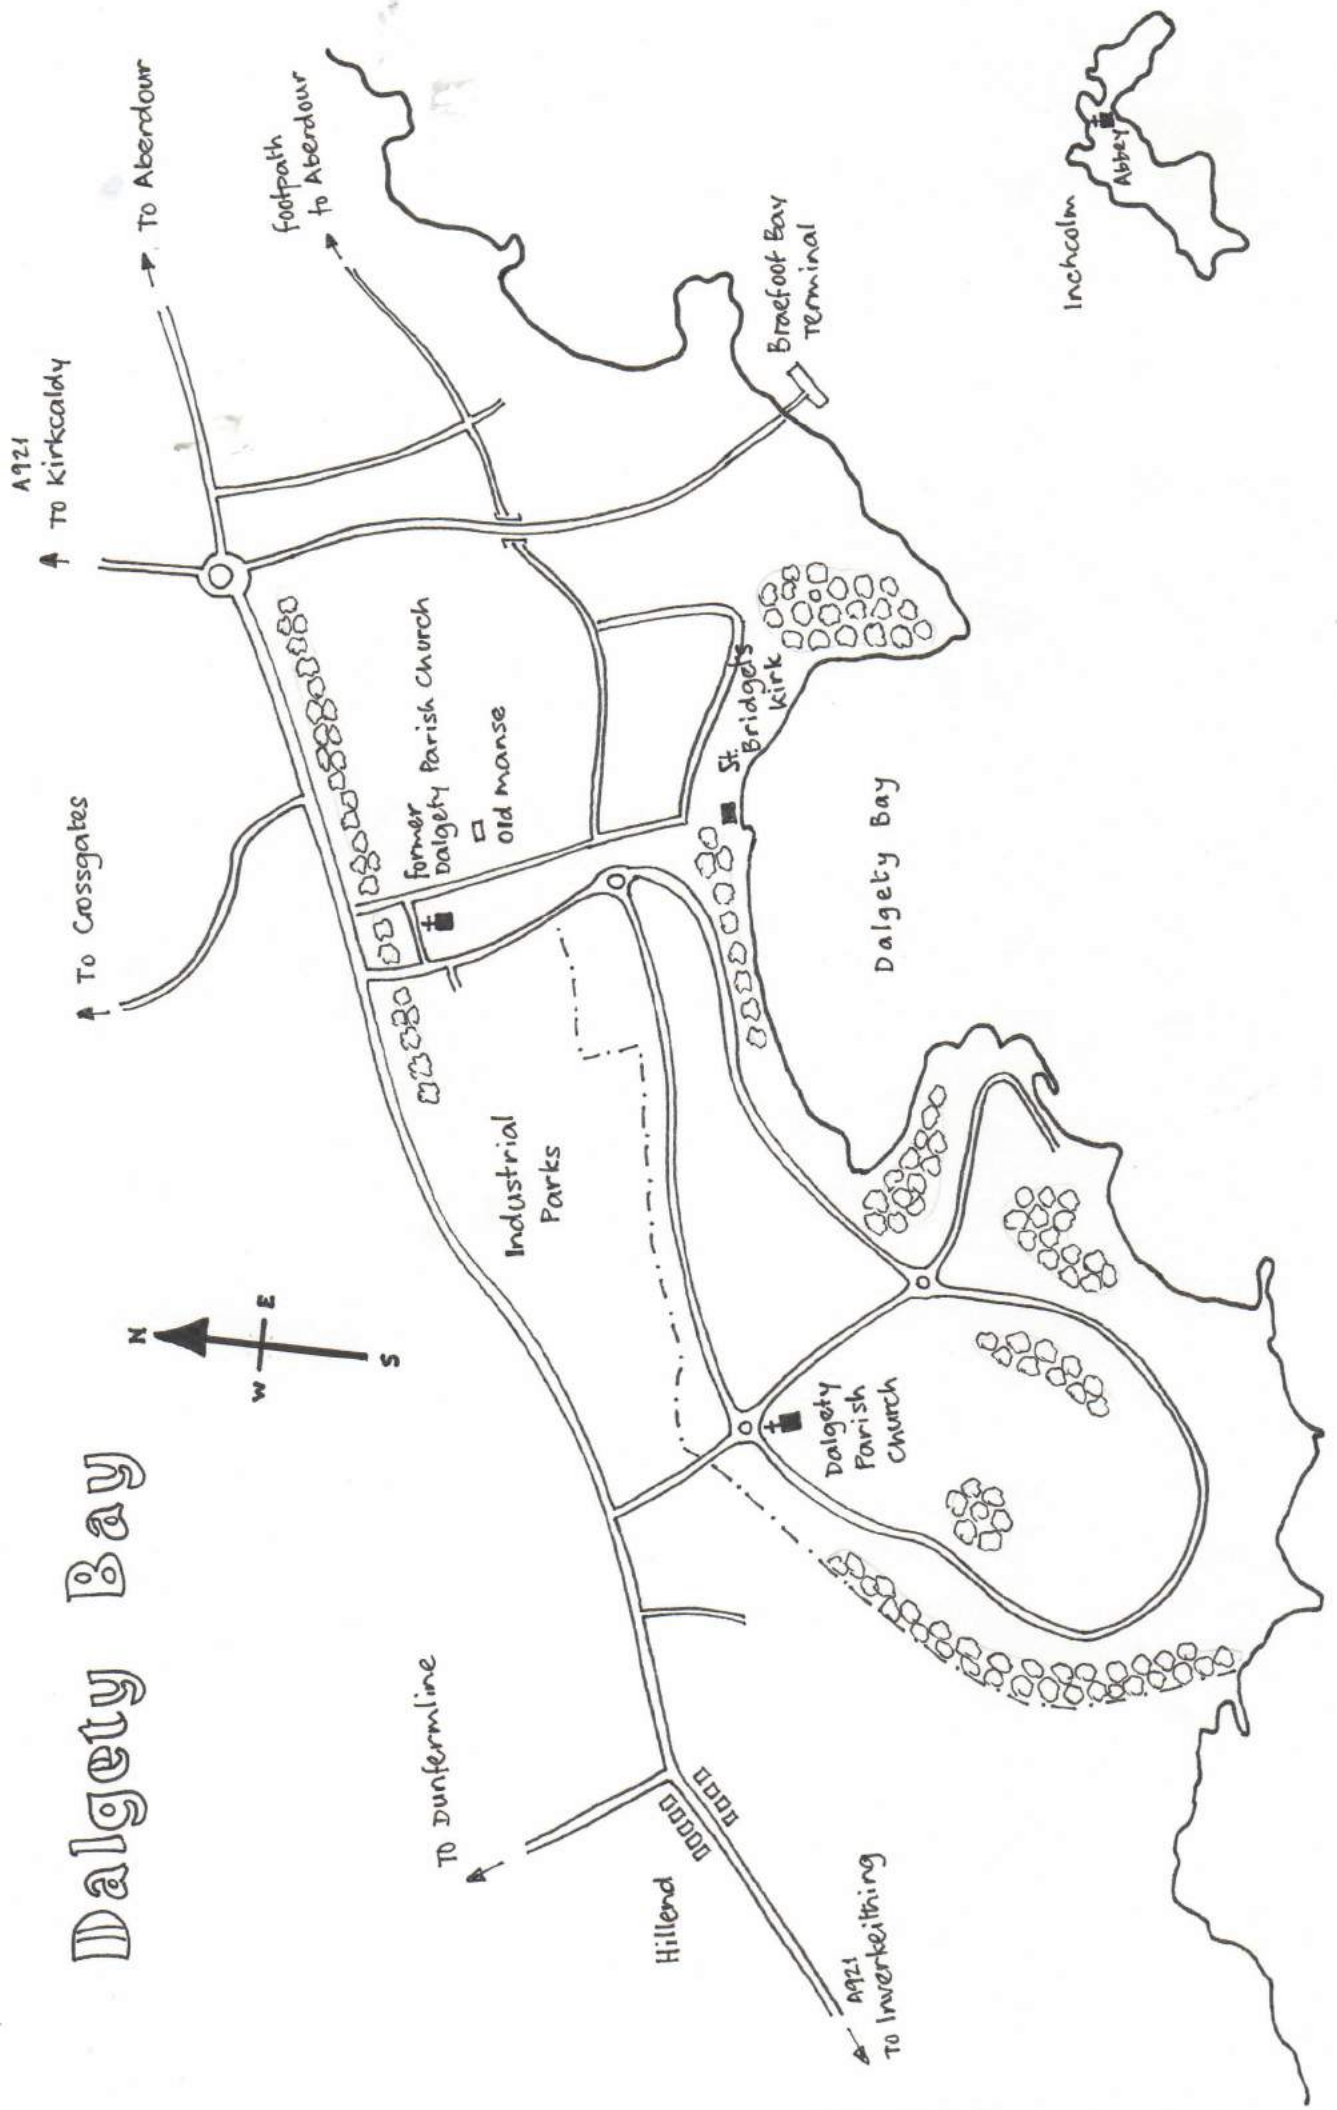 Dalgety Bay
N
W
E
S
A921
TO Kirkcaldy
TO Aberdour
Footpath
to Aberdour
TO Crossgates
Former
Dalgety Parish Church
Old manse
Industrial
Parks
Braefoot Bay
Terminal
St.
Bridget's
Kirk
Dalgety Bay
Inchcolm
Abbey
TO Dunfermline
Hillend
A921
TO Inverkeithing
Dalgety
Parish
Church